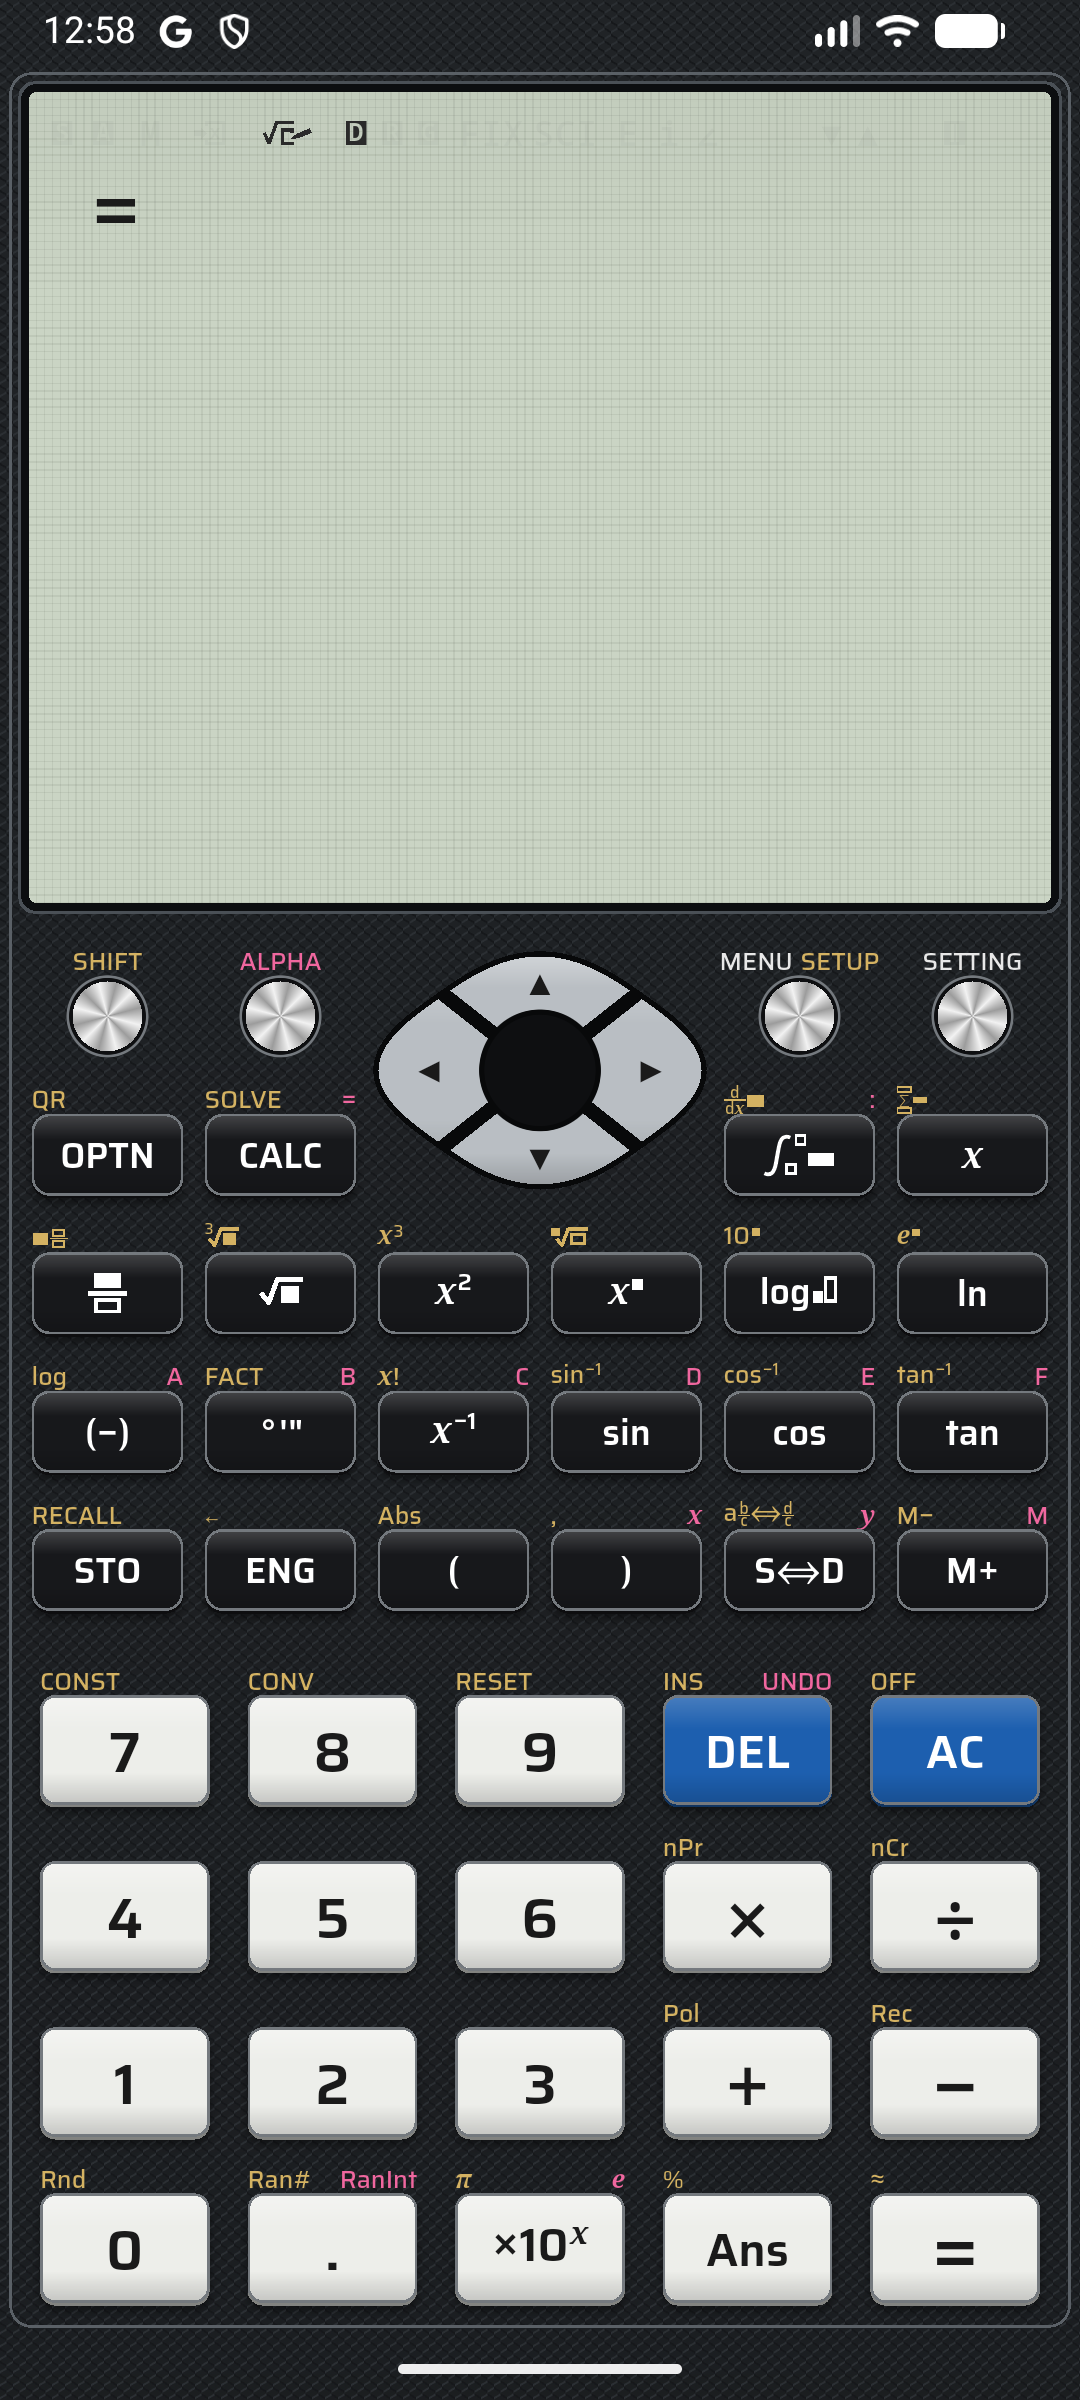 12:58
D
=
SHIFT ALPHA MENU SETUP SETTING
QR SOLVE = d/dx■ : Σ
OPTN CALC ∫ x
³√■ x³ ■√□ 10■ e■
√■ x² x■ log■□ ln
log A FACT B x! C sin⁻¹ D cos⁻¹ E tan⁻¹ F
(−) °'" x⁻¹ sin cos tan
RECALL ← Abs , x a b/c⇔d/c y M− M
STO ENG ( ) S⇔D M+
CONST CONV RESET INS UNDO OFF
7 8 9 DEL AC
nPr nCr
4 5 6 × ÷
Pol Rec
1 2 3 + −
Rnd Ran# RanInt π e % ≈
0 . ×10ˣ Ans =